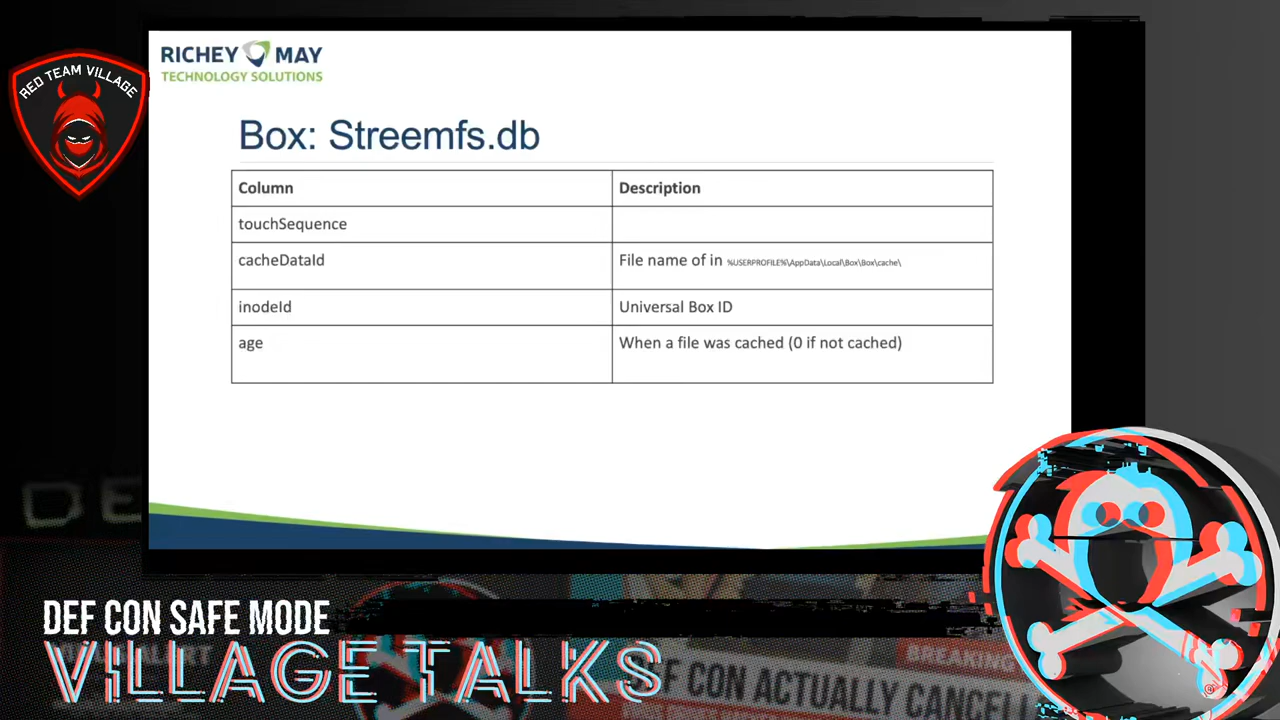 RED TEAM VILLAGE
RICHEY MAY
TECHNOLOGY SOLUTIONS
Box: Streemfs.db
Column Description
touchSequence
cacheDataId File name of in %USERPROFILE%\AppData\Local\Box\Box\cache\
inodeId Universal Box ID
age When a file was cached (0 if not cached)
DE
DEF CON SAFE MODE
VILLAGE TALKS
BREAKING
DEF CON ACTUALLY CANCELL